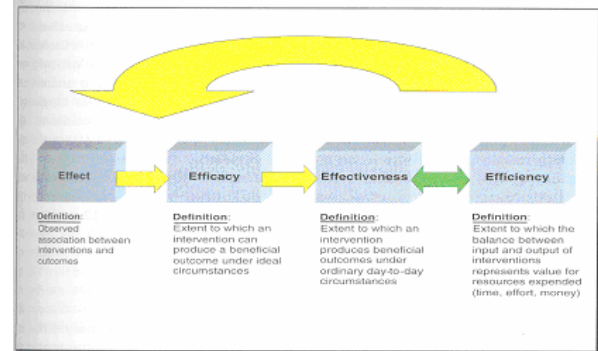 Effect
Efficacy
Effectiveness
Efficiency
Definition:
Observed
association between
interventions and
outcomes
Definition:
Extent to which an
intervention can
produce a beneficial
outcome under ideal
circumstances
Definition:
Extent to which an
intervention
produces beneficial
outcomes under
ordinary day-to-day
circumstances
Definition:
Extent to which the
balance between
input and output of
interventions
represents value for
resources expended
(time, effort, money)